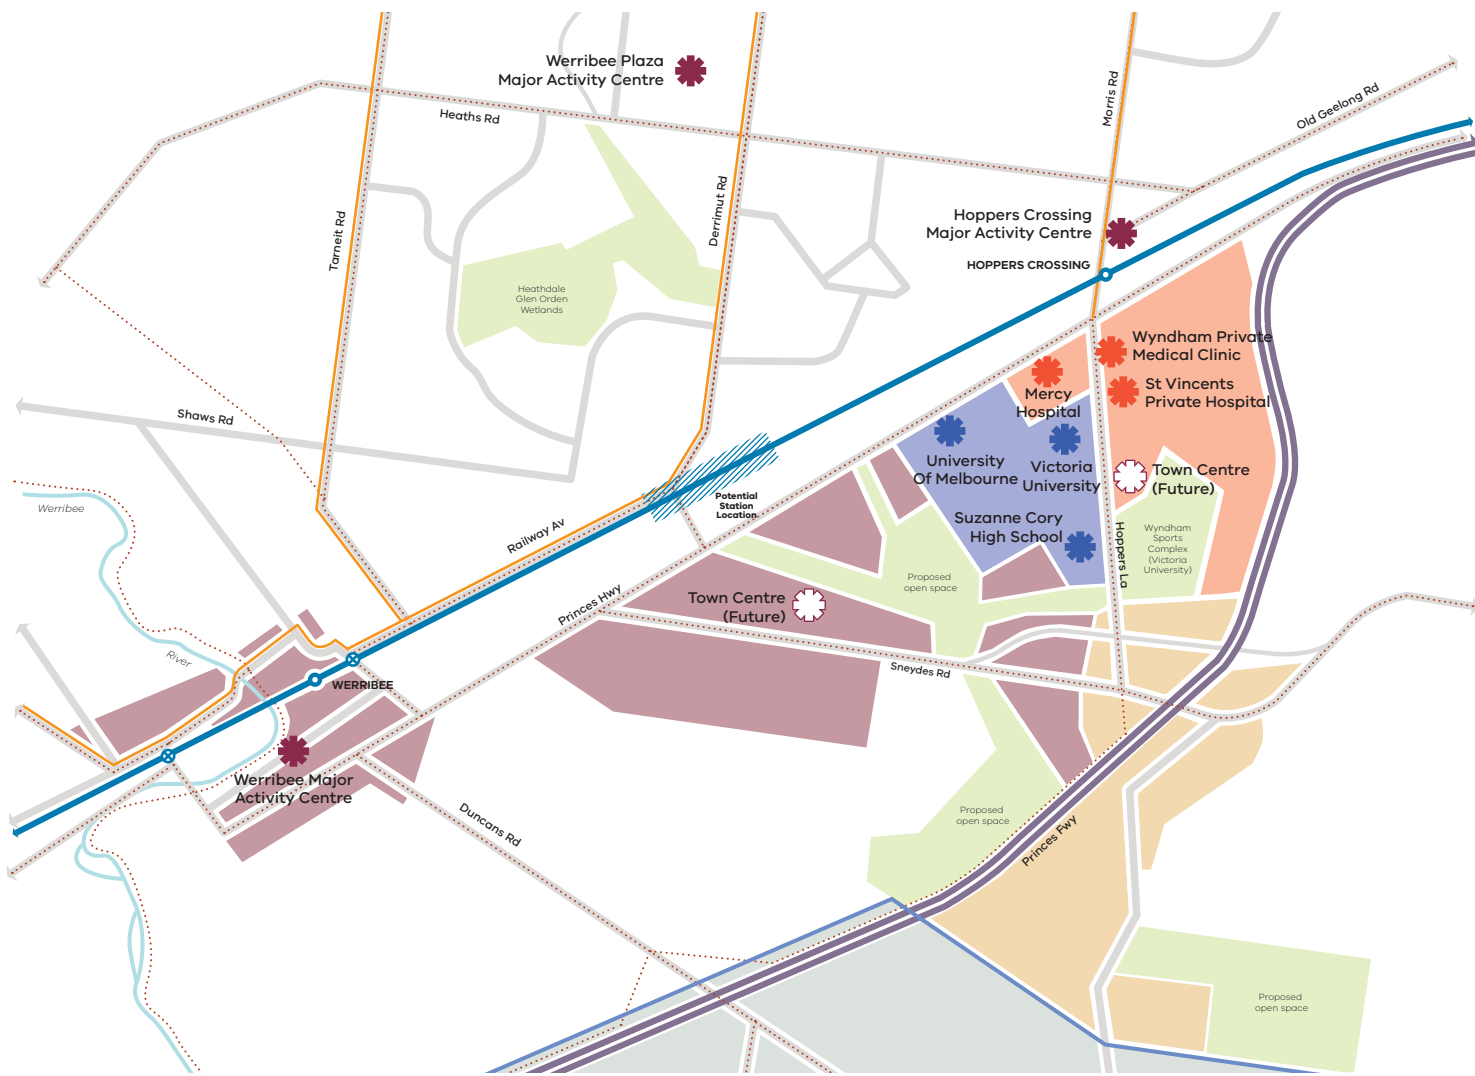 Werribee Plaza
Major Activity Centre
Heaths Rd
Morris Rd
Old Geelong Rd
Tarneit Rd
Derrimut Rd
Hoppers Crossing
Major Activity Centre
HOPPERS CROSSING
Heathdale
Glen Orden
Wetlands
Wyndham Private
Medical Clinic
St Vincents
Private Hospital
Mercy
Hospital
Shaws Rd
University
Of Melbourne
Victoria
University
Town Centre
(Future)
Werribee
Potential
Station
Location
Railway Av
Suzanne Cory
High School
Hoppers La
Wyndham
Sports
Complex
(Victoria
University)
Proposed
open space
Princes Hwy
Town Centre
(Future)
River
WERRIBEE
Sneydes Rd
Werribee Major
Activity Centre
Duncans Rd
Proposed
open space
Princes Fwy
Proposed
open space